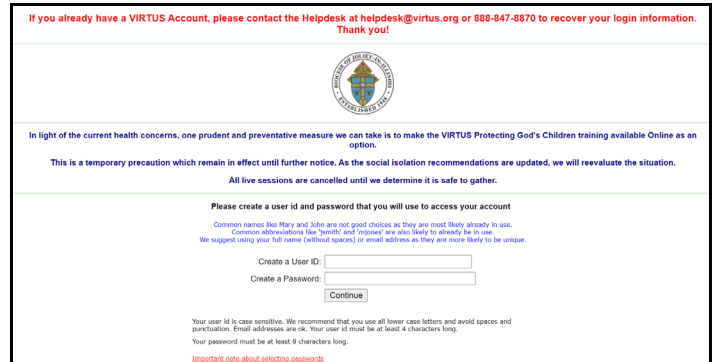 If you already have a VIRTUS Account, please contact the Helpdesk at helpdesk@virtus.org or 888-847-8870 to recover your login information.
Thank you!
DIOCESE OF JOLIET-IN-ILLINOIS
ESTABLISHED 1948
In light of the current health concerns, one prudent and preventative measure we can take is to make the VIRTUS Protecting God's Children training available Online as an
option.
This is a temporary precaution which remain in effect until further notice. As the social isolation recommendations are updated, we will reevaluate the situation.
All live sessions are cancelled until we determine it is safe to gather.
Please create a user id and password that you will use to access your account
Common names like Mary and John are not good choices as they are most likely already in use.
Common abbreviations like 'jsmith' and 'mjones' are also likely to already be in use.
We suggest using your full name (without spaces) or email address as they are more likely to be unique.
Create a User ID:
Create a Password:
Continue
Your user id is case sensitive. We recommend that you use all lower case letters and avoid spaces and
punctuation. Email addresses are ok. Your user id must be at least 4 characters long.
Your password must be at least 8 characters long.
Important note about selecting passwords